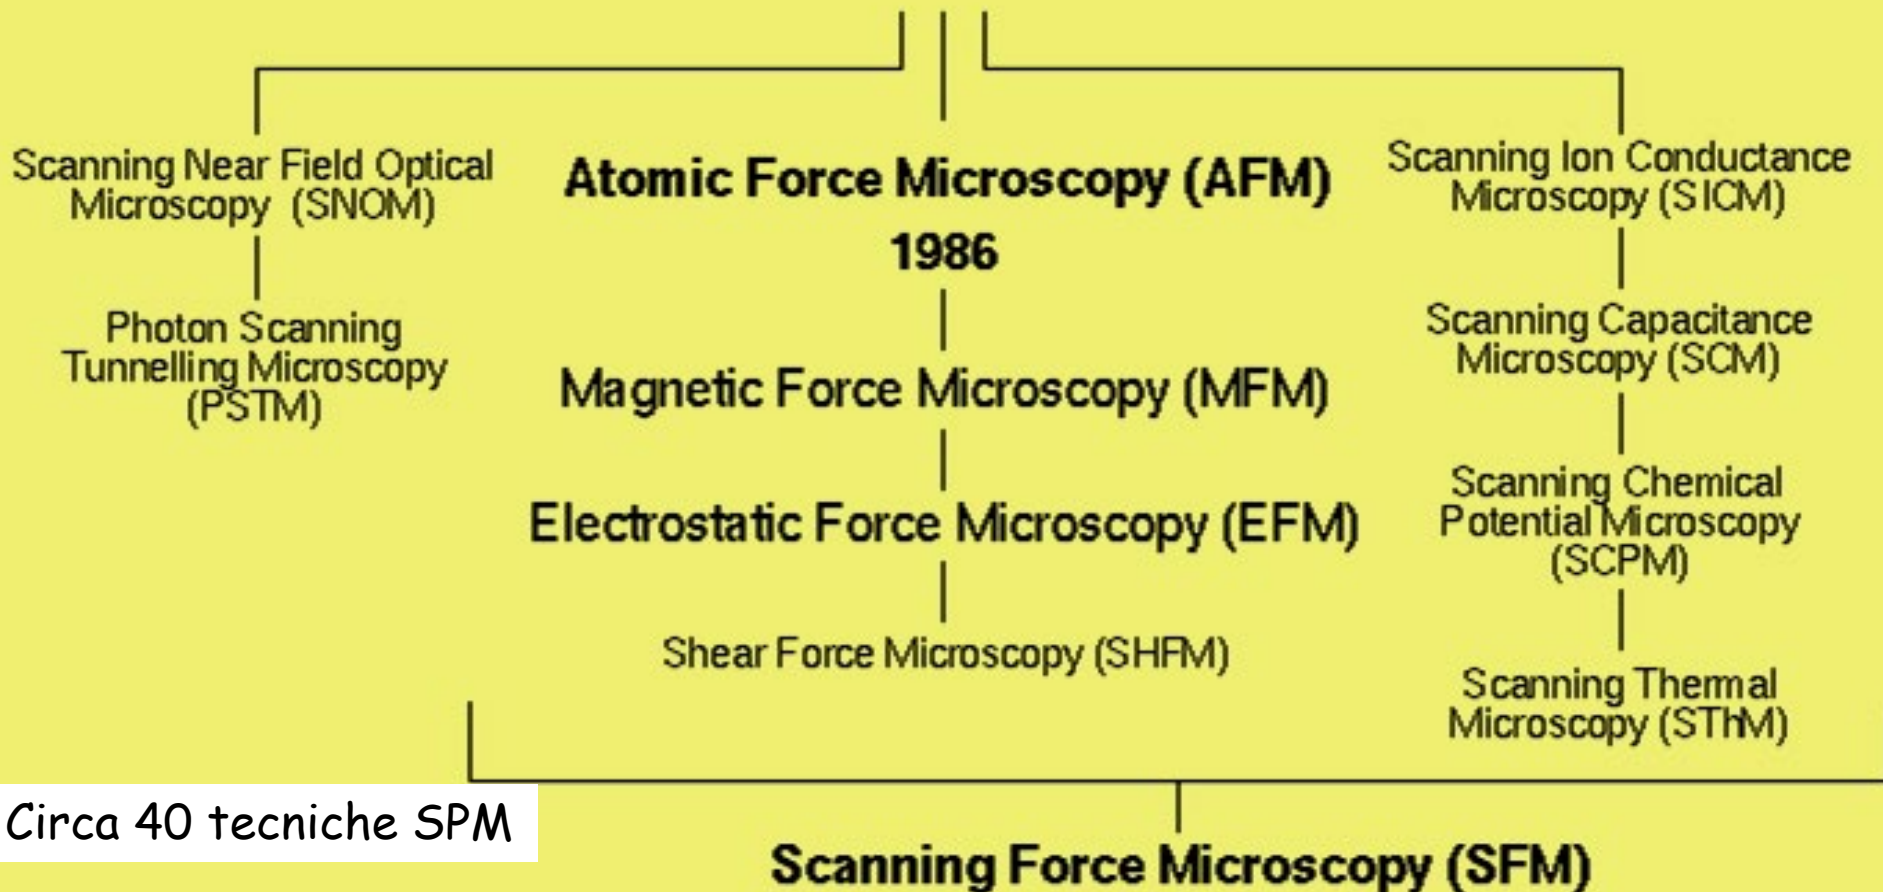 Scanning Near Field Optical
Microscopy (SNOM)
Photon Scanning
Tunnelling Microscopy
(PSTM)
Atomic Force Microscopy (AFM)
1986
Magnetic Force Microscopy (MFM)
Electrostatic Force Microscopy (EFM)
Shear Force Microscopy (SHFM)
Scanning Ion Conductance
Microscopy (SICM)
Scanning Capacitance
Microscopy (SCM)
Scanning Chemical
Potential Microscopy
(SCPM)
Scanning Thermal
Microscopy (SThM)
Circa 40 tecniche SPM
Scanning Force Microscopy (SFM)